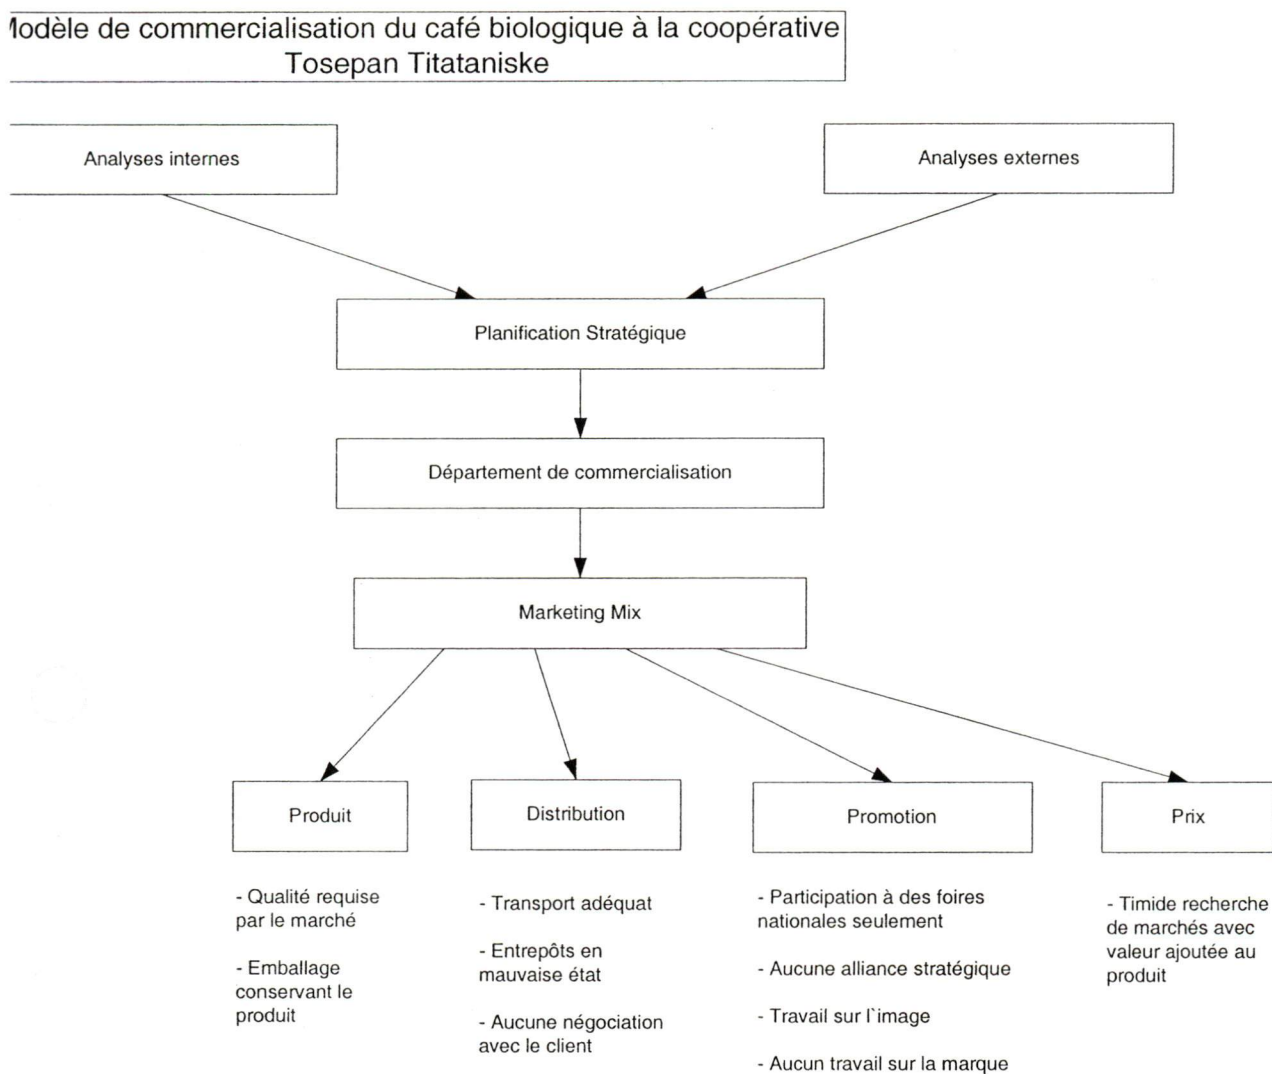 lodèle de commercialisation du café biologique à la coopérative
Tosepan Titataniske
Analyses internes
Analyses externes
Planification Stratégique
Département de commercialisation
Marketing Mix
Produit
Distribution
Promotion
Prix
- Qualité requise
par le marché
- Emballage
conservant le
produit
- Transport adéquat
- Entrepôts en
mauvaise état
- Aucune négociation
avec le client
- Participation à des foires
nationales seulement
- Aucune alliance stratégique
- Travail sur l`image
- Aucun travail sur la marque
- Timide recherche
de marchés avec
valeur ajoutée au
produit